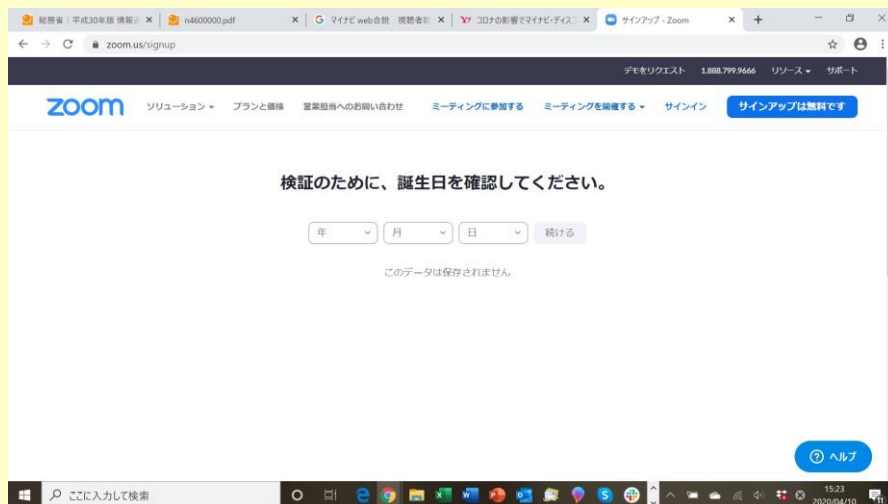 総務省|平成30年版 情報
n4600000.pdf
マイナビ web合説 視聴者
コロナの影響でマイナビ・ディス
サインアップ - Zoom
zoom.us/signup
デモをリクエスト 1.888.799.9666 リソース サポート
zoom ソリューション プランと価格 営業担当へのお問い合わせ ミーティングに参加する ミーティングを開催する サインイン サインアップは無料です
検証のために、誕生日を確認してください。
年 月 日 続ける
このデータは保存されません
ヘルプ
ここに入力して検索
15:23
2020/04/10